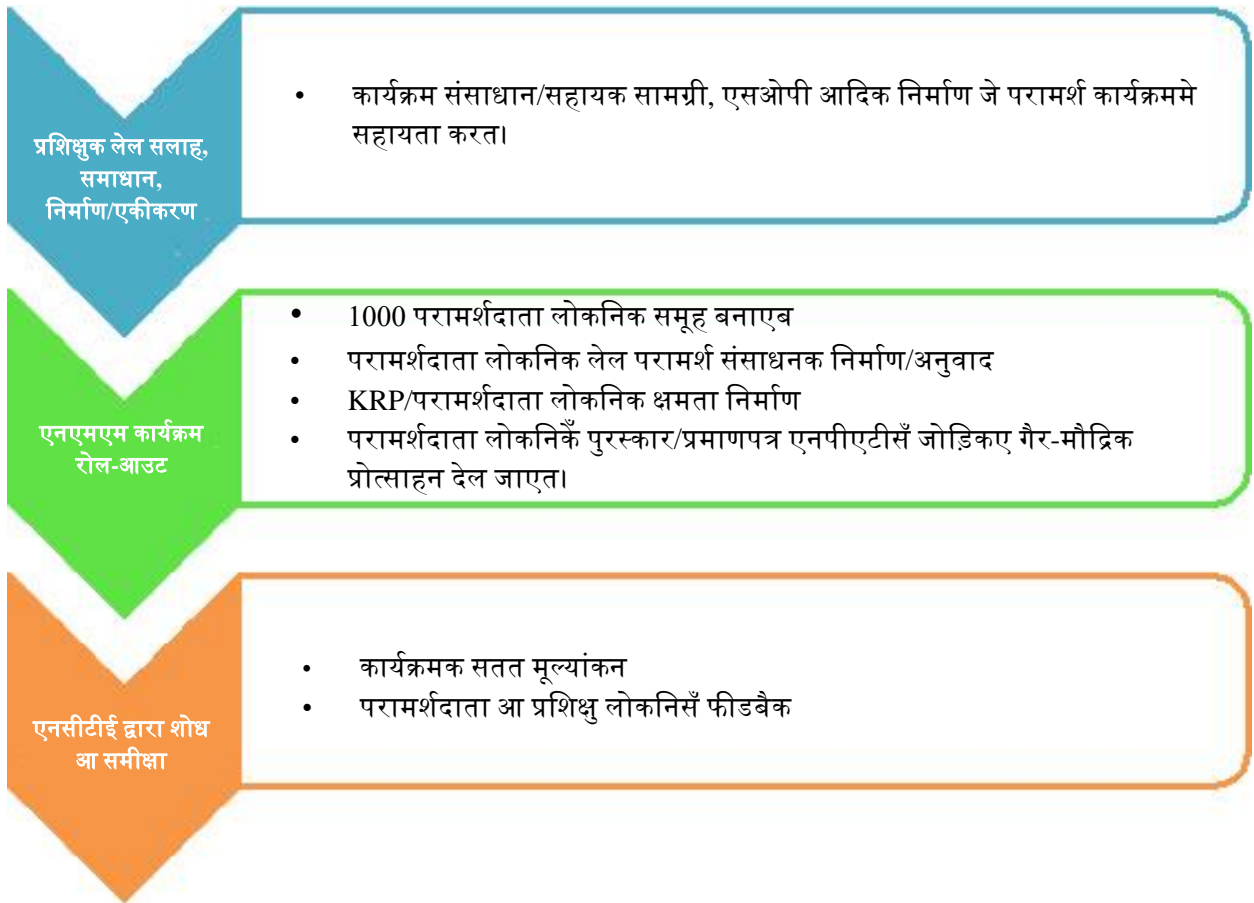 प्रशिक्षुक लेल सलाह,
समाधान,
निर्माण/एकीकरण
• कार्यक्रम संसाधान/सहायक सामग्री, एसओपी आदिक निर्माण जे परामर्श कार्यक्रममे
सहायता करत।
एनएमएम कार्यक्रम
रोल-आउट
• 1000 परामर्शदाता लोकनिक समूह बनाएब
• परामर्शदाता लोकनिक लेल परामर्श संसाधनक निर्माण/अनुवाद
• KRP/परामर्शदाता लोकनिक क्षमता निर्माण
• परामर्शदाता लोकनिकेँ पुरस्कार/प्रमाणपत्र एनपीएटीसँ जोड़िकए गैर-मौद्रिक
प्रोत्साहन देल जाएत।
एनसीटीई द्वारा शोध
आ समीक्षा
• कार्यक्रमक सतत मूल्यांकन
• परामर्शदाता आ प्रशिक्षु लोकनिसँ फीडबैक